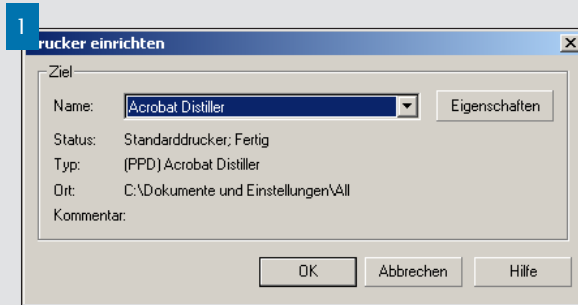 1
rucker einrichten
Ziel
Name: Acrobat Distiller Eigenschaften
Status: Standarddrucker; Fertig
Typ: (PPD) Acrobat Distiller
Ort: C:\Dokumente und Einstellungen\All
Kommentar:
OK Abbrechen Hilfe